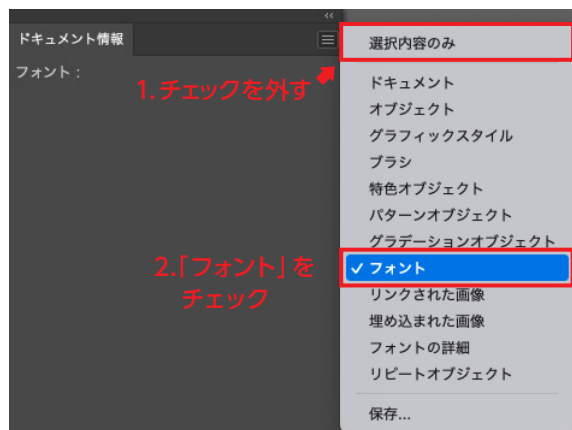 ドキュメント情報
フォント：
1.チェックを外す
2.「フォント」を
チェック
選択内容のみ
ドキュメント
オブジェクト
グラフィックスタイル
ブラシ
特色オブジェクト
パターンオブジェクト
グラデーションオブジェクト
フォント
リンクされた画像
埋め込まれた画像
フォントの詳細
リピートオブジェクト
保存...